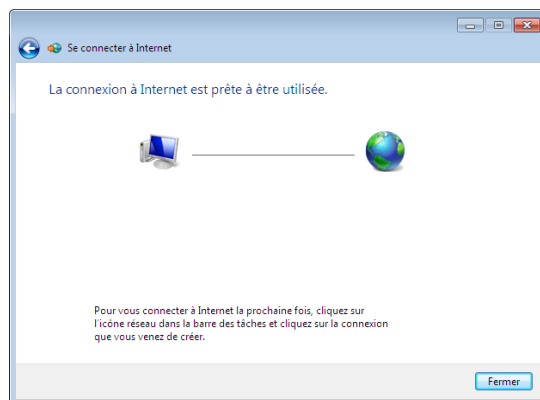 Se connecter à Internet
La connexion à Internet est prête à être utilisée.
Pour vous connecter à Internet la prochaine fois, cliquez sur
l'icône réseau dans la barre des tâches et cliquez sur la connexion
que vous venez de créer.
Fermer